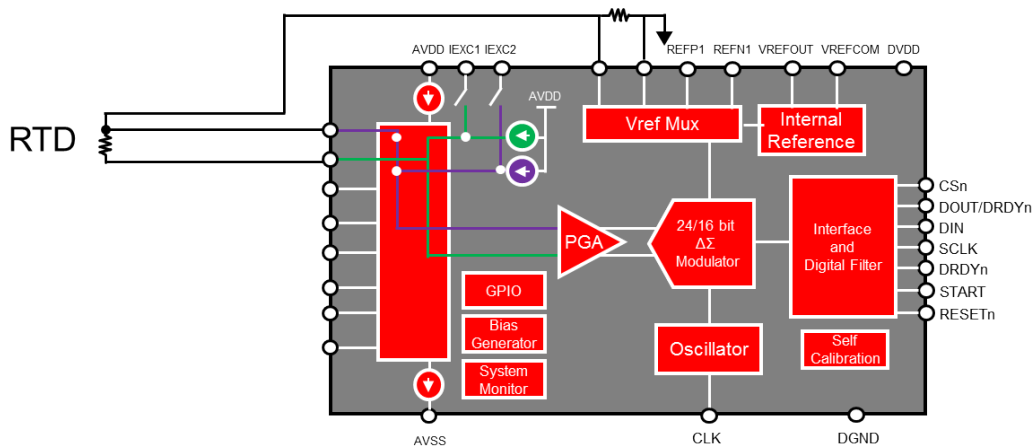 REFP1 REFN1 VREFOUT VREFCOM DVDD
AVDD IEXC1 IEXC2
AVDD
Vref Mux
Internal
Reference
RTD
CSn
DOUT/DRDYn
DIN
SCLK
DRDYn
START
RESETn
PGA
24/16 bit
ΔΣ
Modulator
Interface
and
Digital Filter
GPIO
Bias
Generator
System
Monitor
Oscillator
Self
Calibration
AVSS
CLK
DGND